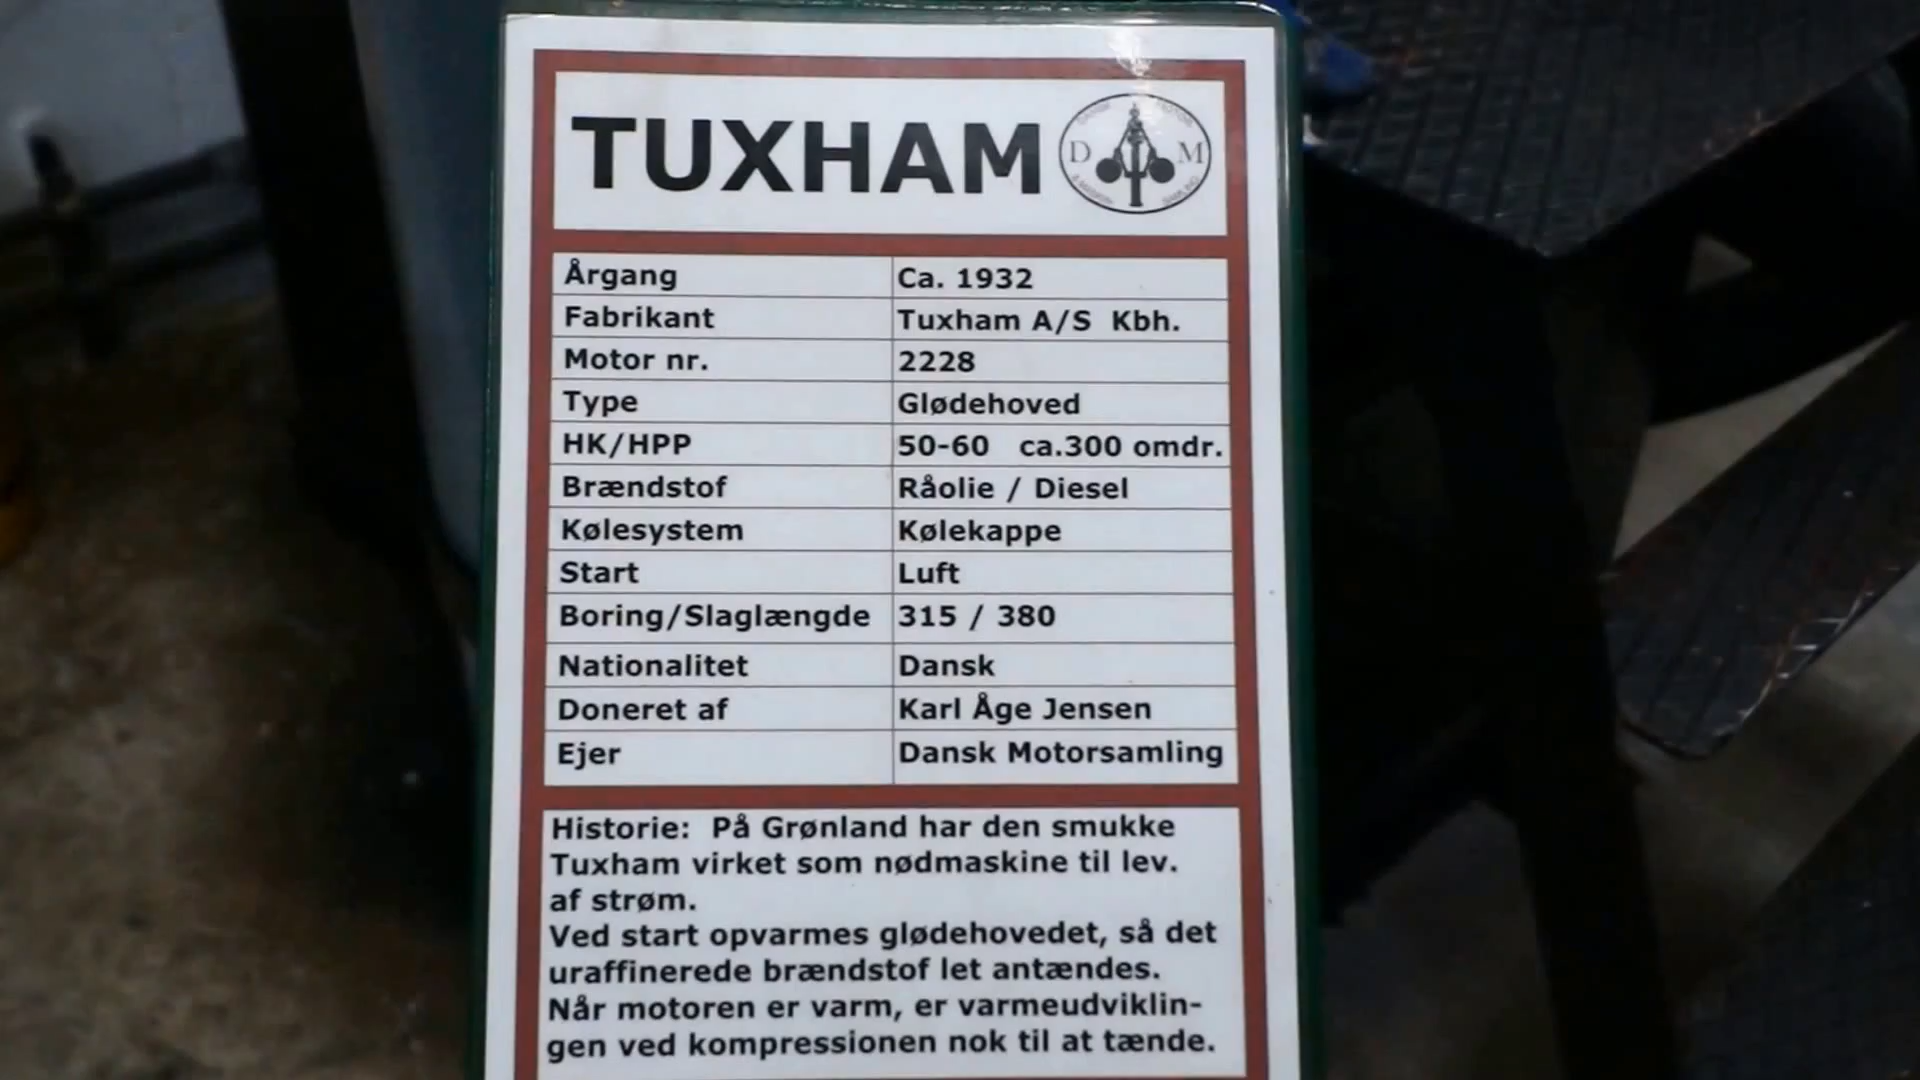 TUXHAM
D M
Årgang Ca. 1932
Fabrikant Tuxham A/S Kbh.
Motor nr. 2228
Type Glødehoved
HK/HPP 50-60 ca.300 omdr.
Brændstof Råolie / Diesel
Kølesystem Kølekappe
Start Luft
Boring/Slaglængde 315 / 380
Nationalitet Dansk
Doneret af Karl Åge Jensen
Ejer Dansk Motorsamling
Historie: På Grønland har den smukke
Tuxham virket som nødmaskine til lev.
af strøm.
Ved start opvarmes glødehovedet, så det
uraffinerede brændstof let antændes.
Når motoren er varm, er varmeudviklin-
gen ved kompressionen nok til at tænde.